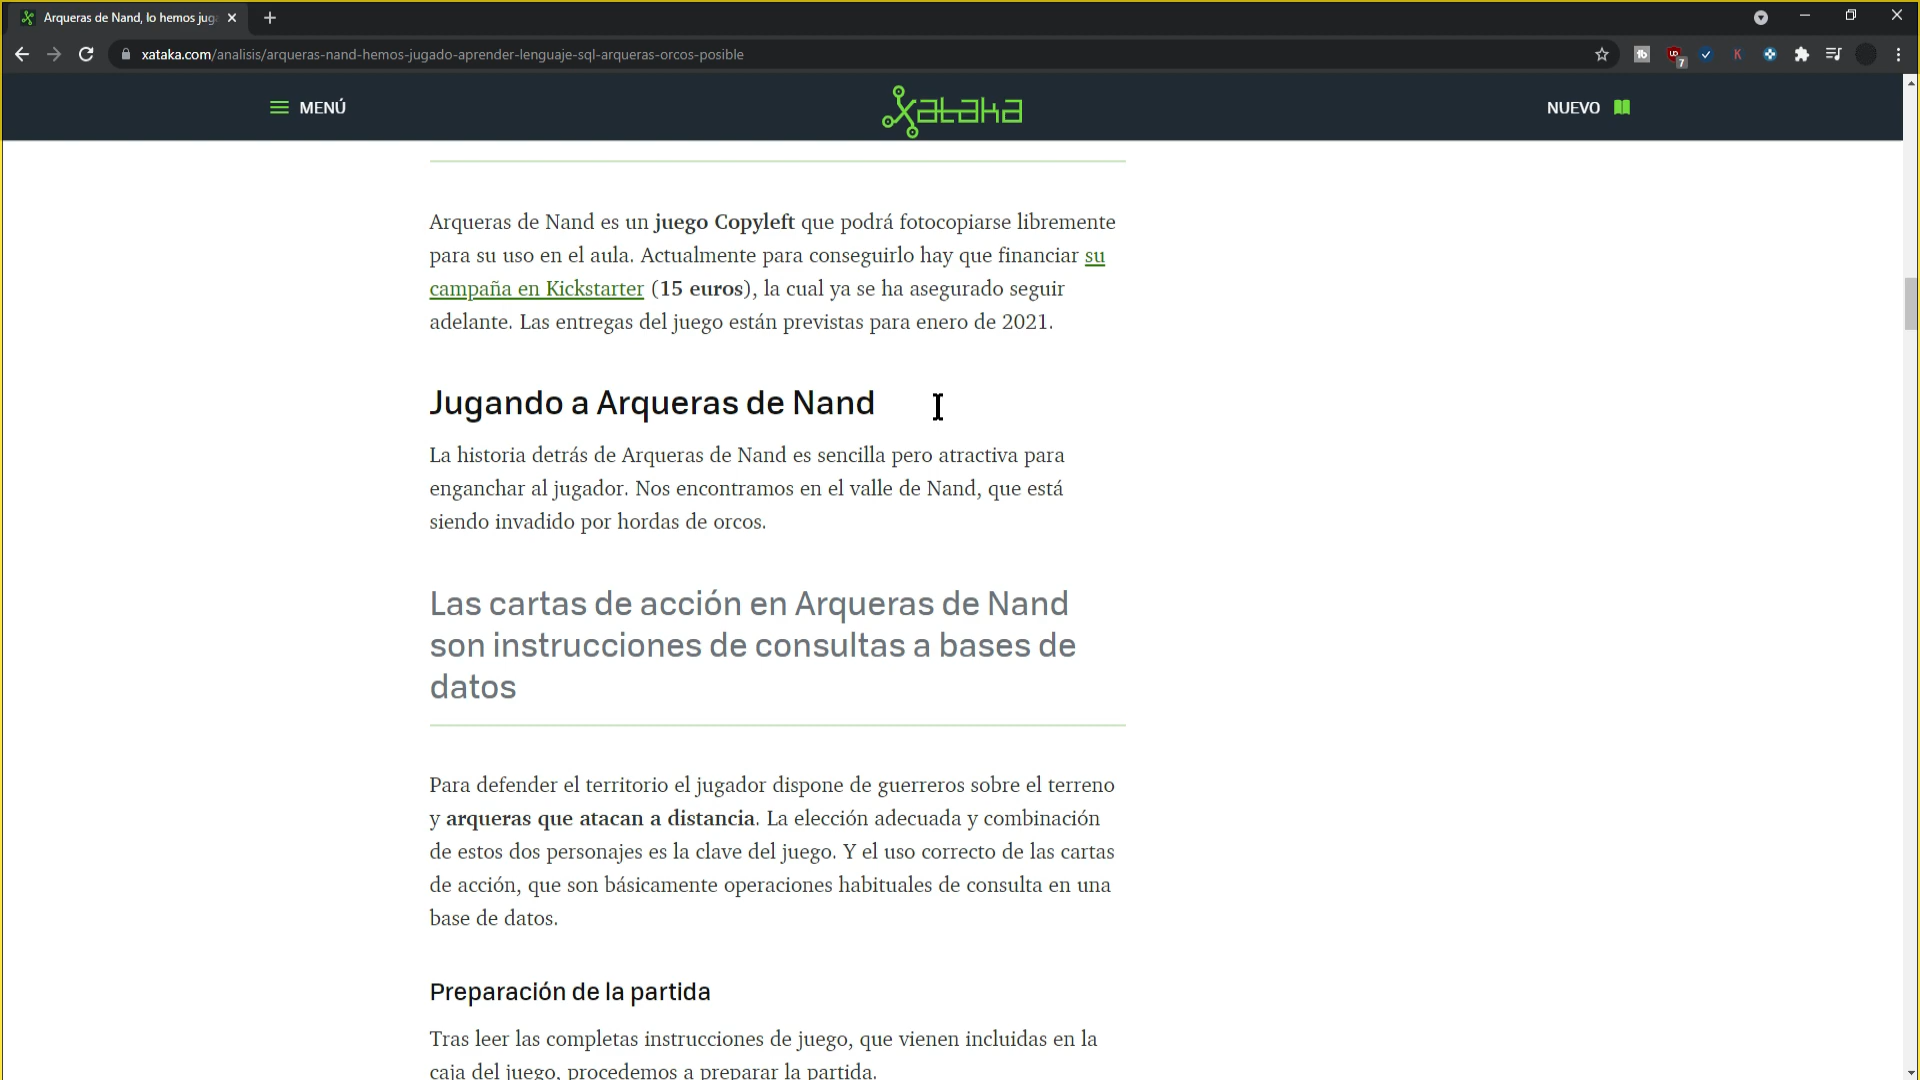 Arqueras de Nand, lo hemos jug
xataka.com/analisis/arqueras-nand-hemos-jugado-aprender-lenguaje-sql-arqueras-orcos-posible
7
MENÚ
xataka
NUEVO
Arqueras de Nand es un juego Copyleft que podrá fotocopiarse libremente
para su uso en el aula. Actualmente para conseguirlo hay que financiar su
campaña en Kickstarter (15 euros), la cual ya se ha asegurado seguir
adelante. Las entregas del juego están previstas para enero de 2021.
Jugando a Arqueras de Nand
La historia detrás de Arqueras de Nand es sencilla pero atractiva para
enganchar al jugador. Nos encontramos en el valle de Nand, que está
siendo invadido por hordas de orcos.
Las cartas de acción en Arqueras de Nand
son instrucciones de consultas a bases de
datos
Para defender el territorio el jugador dispone de guerreros sobre el terreno
y arqueras que atacan a distancia. La elección adecuada y combinación
de estos dos personajes es la clave del juego. Y el uso correcto de las cartas
de acción, que son básicamente operaciones habituales de consulta en una
base de datos.
Preparación de la partida
Tras leer las completas instrucciones de juego, que vienen incluidas en la
caja del juego, procedemos a preparar la partida.